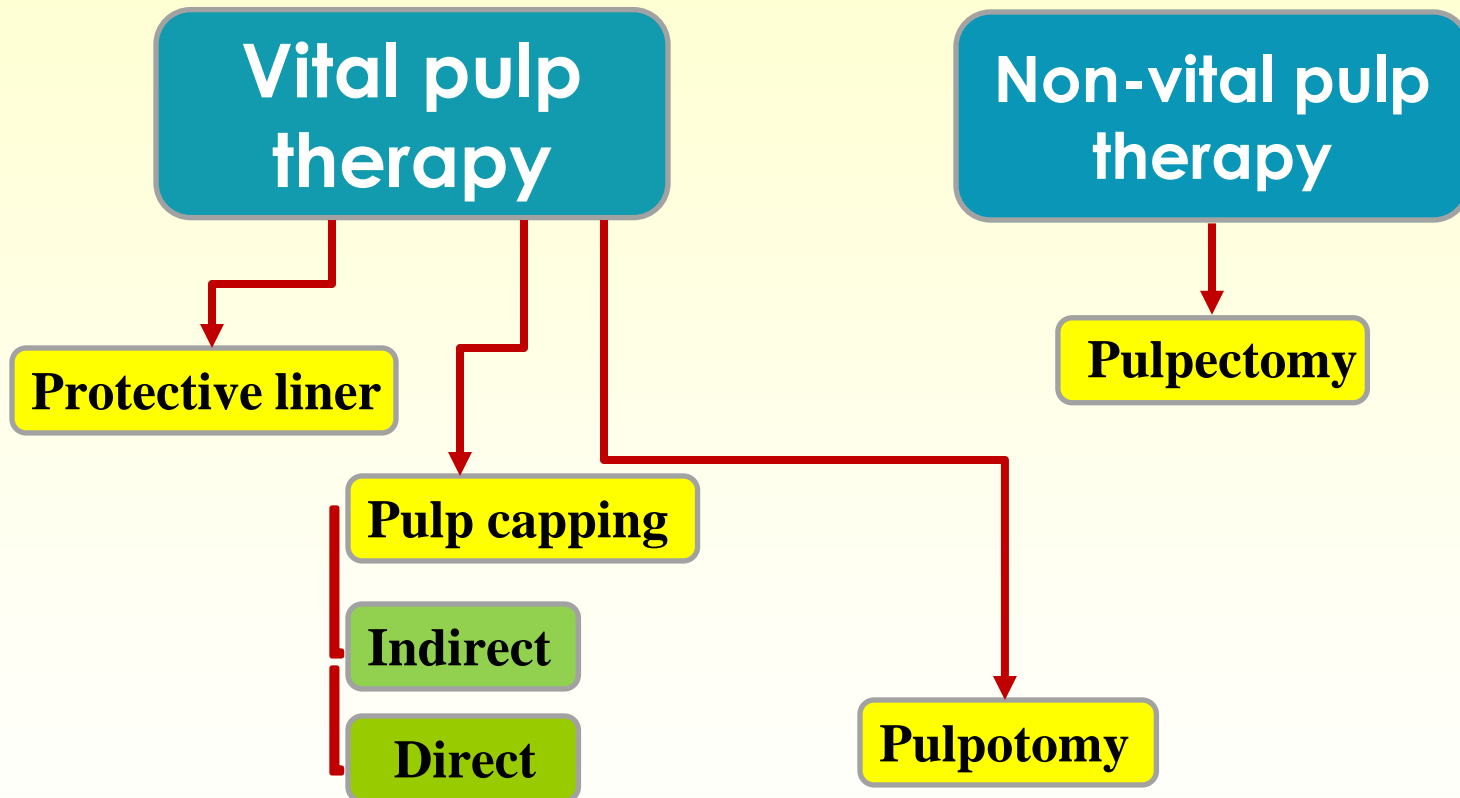 Vital pulp
therapy
Non-vital pulp
therapy
Protective liner
Pulpectomy
Pulp capping
Indirect
Direct
Pulpotomy